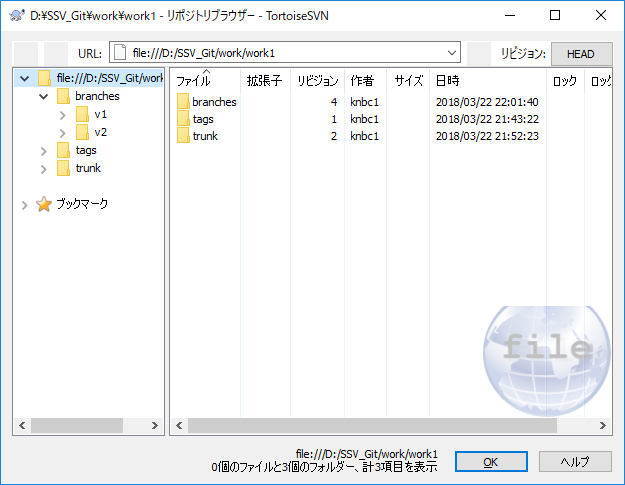 D:¥SSV_Git¥work¥work1 - リポジトリブラウザー - TortoiseSVN
URL: file:///D:/SSV_Git/work/work1 リビジョン: HEAD
file:///D:/SSV_Git/work
branches
v1
v2
tags
trunk
ブックマーク
ファイル 拡張子 リビジョン 作者 サイズ 日時 ロック ロック
branches 4 knbc1 2018/03/22 22:01:40
tags 1 knbc1 2018/03/22 21:43:22
trunk 2 knbc1 2018/03/22 21:52:23
file
file:///D:/SSV_Git/work/work1
0個のファイルと3個のフォルダー、計3項目を表示
OK ヘルプ